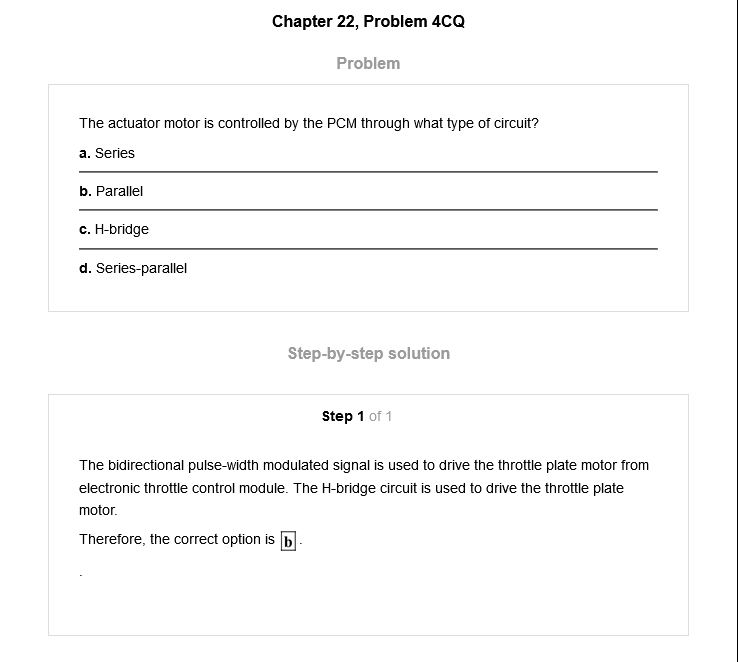 Chapter 22, Problem 4CQ
Problem
The actuator motor is controlled by the PCM through what type of circuit?
a. Series
b. Parallel
c. H-bridge
d. Series-parallel
Step-by-step solution
Step 1 of 1
The bidirectional pulse-width modulated signal is used to drive the throttle plate motor from
electronic throttle control module. The H-bridge circuit is used to drive the throttle plate
motor.
Therefore, the correct option is b .
.